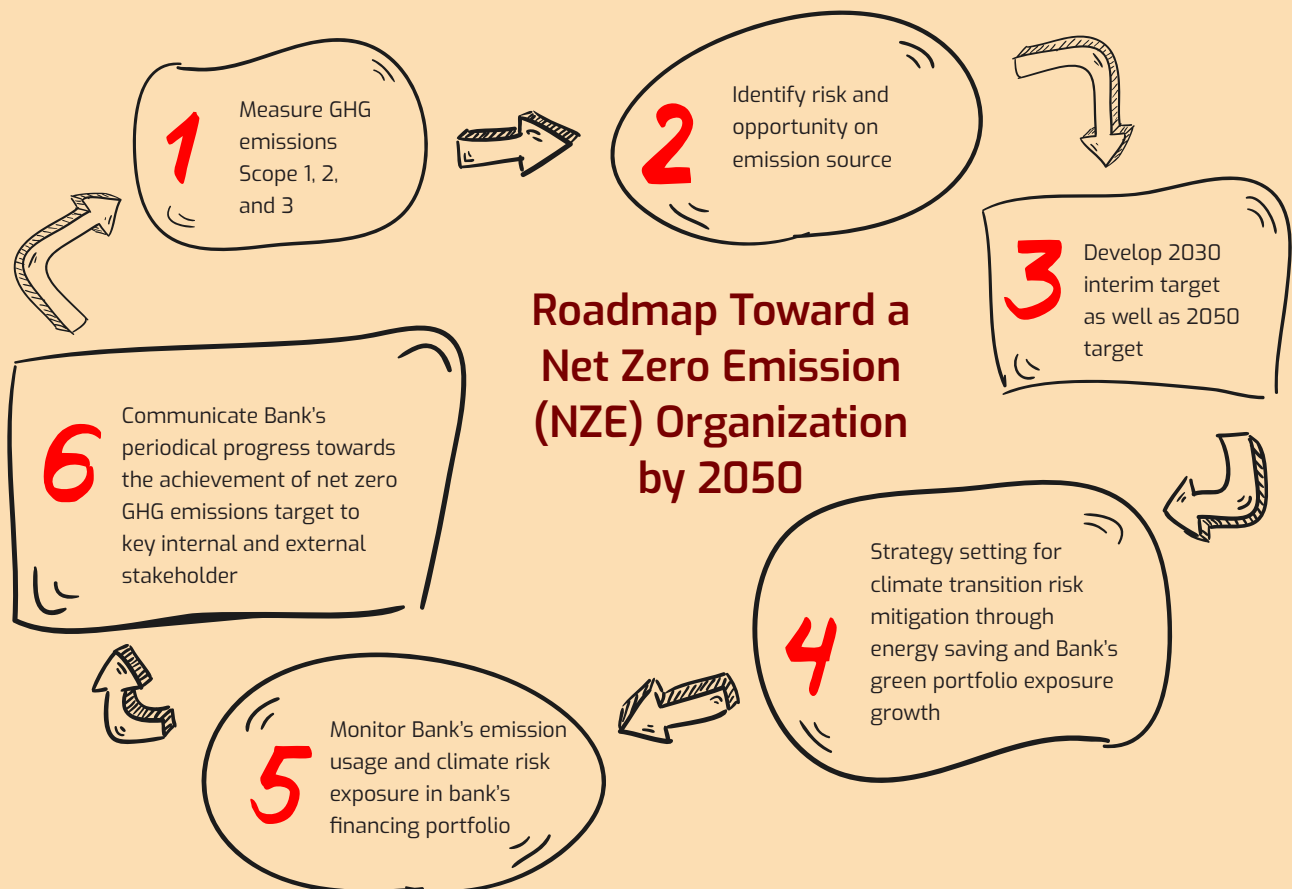 1
Measure GHG
emissions
Scope 1, 2,
and 3
2
Identify risk and
opportunity on
emission source
3
Develop 2030
interim target
as well as 2050
target
Roadmap Toward a
Net Zero Emission
(NZE) Organization
by 2050
4
Strategy setting for
climate transition risk
mitigation through
energy saving and Bank's
green portfolio exposure
growth
5
Monitor Bank's emission
usage and climate risk
exposure in bank's
financing portfolio
6
Communicate Bank's
periodical progress towards
the achievement of net zero
GHG emissions target to
key internal and external
stakeholder